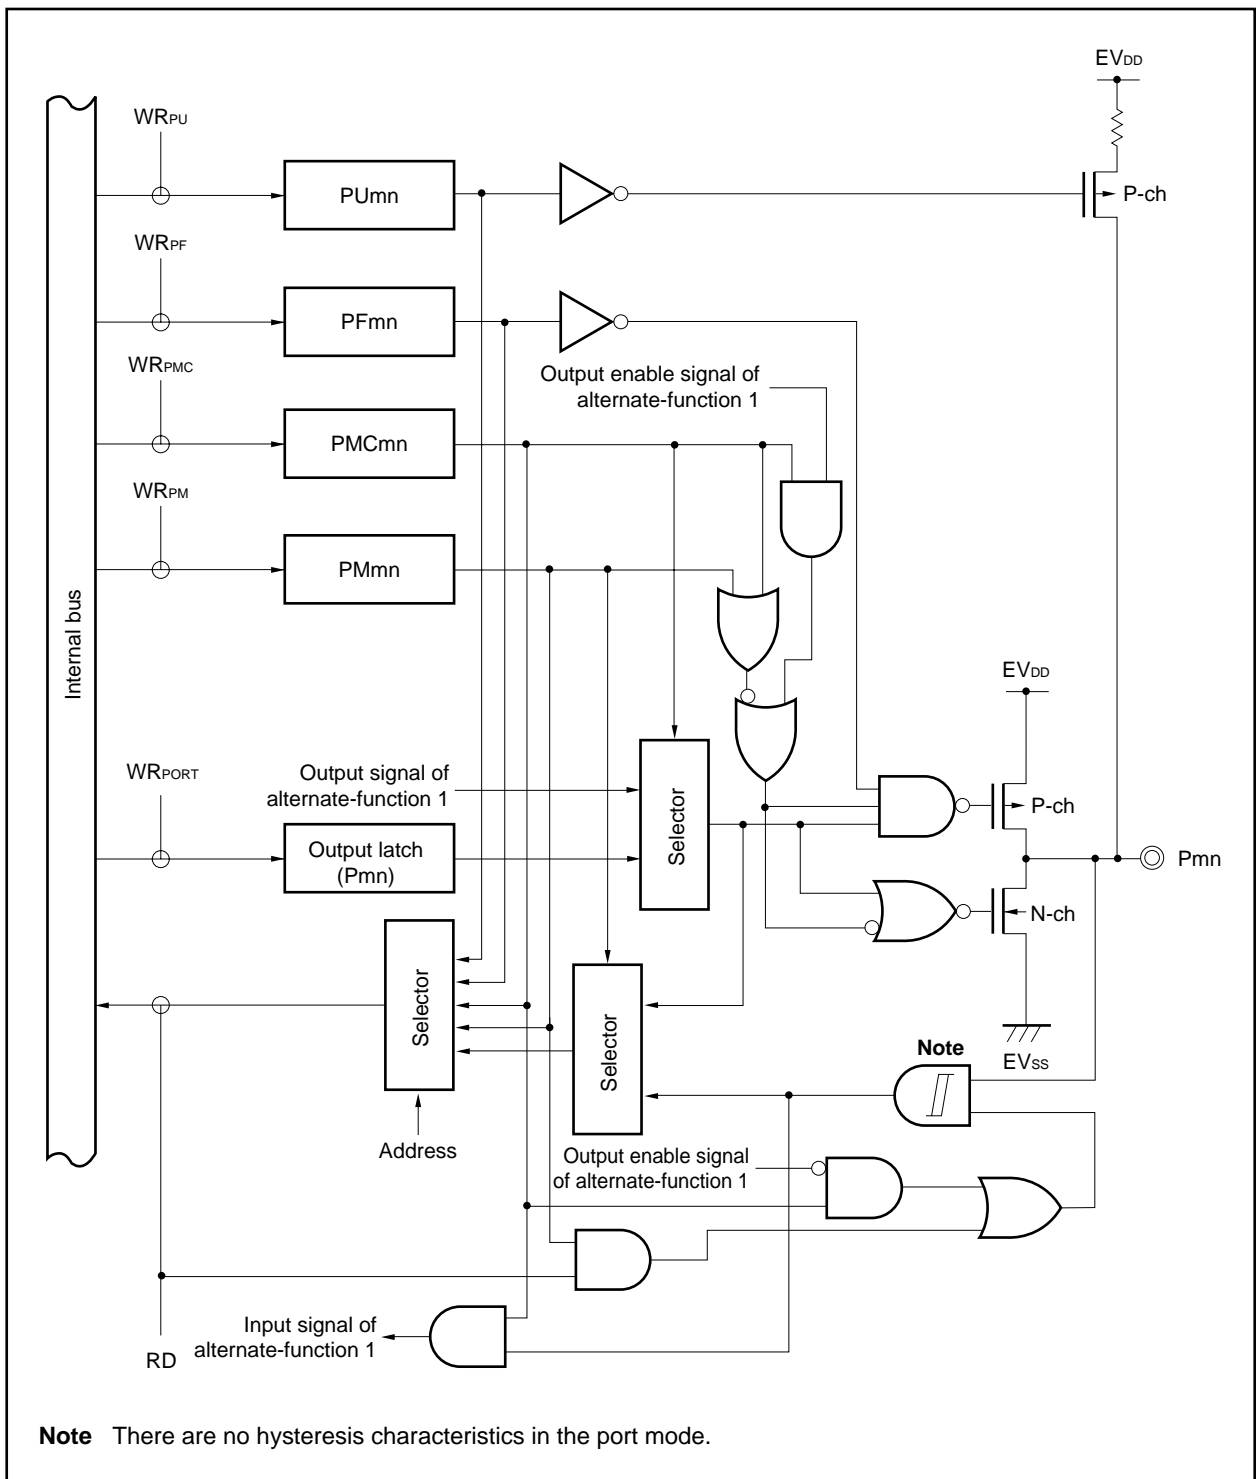 EVDD
WRPU
PUmn
P-ch
WRPF
PFmn
WRPMC
Output enable signal of
alternate-function 1
PMCmn
WRPM
PMmn
Internal bus
EVDD
WRPORT
Output signal of
alternate-function 1
Selector
P-ch
Output latch
(Pmn)
Pmn
N-ch
Selector
Selector
Note
EVSS
Address
Output enable signal
of alternate-function 1
Input signal of
alternate-function 1
RD
Note There are no hysteresis characteristics in the port mode.